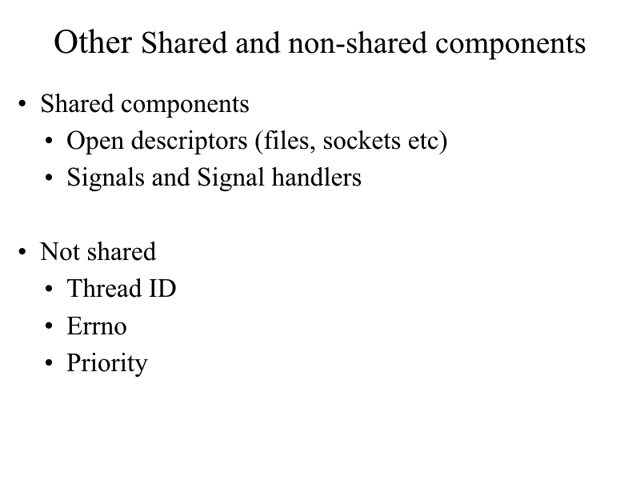 Other Shared and non-shared components
• Shared components
• Open descriptors (files, sockets etc)
• Signals and Signal handlers
• Not shared
• Thread ID
• Errno
• Priority